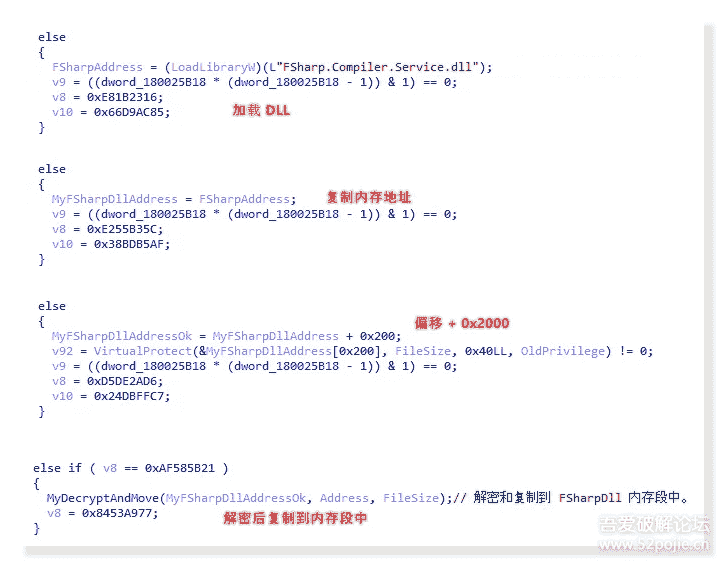 else
{
FSharpAddress = (LoadLibraryW)(L"FSharp.Compiler.Service.dll");
v9 = ((dword_180025B18 * (dword_180025B18 - 1)) & 1) == 0;
v8 = 0xE81B2316;
v10 = 0x66D9AC85;
加载 DLL
}
else
{
MyFSharpDllAddress = FSharpAddress;
复制内存地址
v9 = ((dword_180025B18 * (dword_180025B18 - 1)) & 1) == 0;
v8 = 0xE255B35C;
v10 = 0x38BDB5AF;
}
else
{
偏移 + 0x2000
MyFSharpDllAddressOk = MyFSharpDllAddress + 0x200;
v92 = VirtualProtect(&MyFSharpDllAddress[0x200], FileSize, 0x40LL, OldPrivilege) != 0;
v9 = ((dword_180025B18 * (dword_180025B18 - 1)) & 1) == 0;
v8 = 0xD5DE2AD6;
v10 = 0x24DBFFC7;
}
else if ( v8 == 0xAF585B21 )
{
MyDecryptAndMove(MyFSharpDllAddressOk, Address, FileSize);// 解密和复制到 FSharpDll 内存段中。
v8 = 0x8453A977;
解密后复制到内存段中
}
吾爱破解论坛
www.52pojie.cn